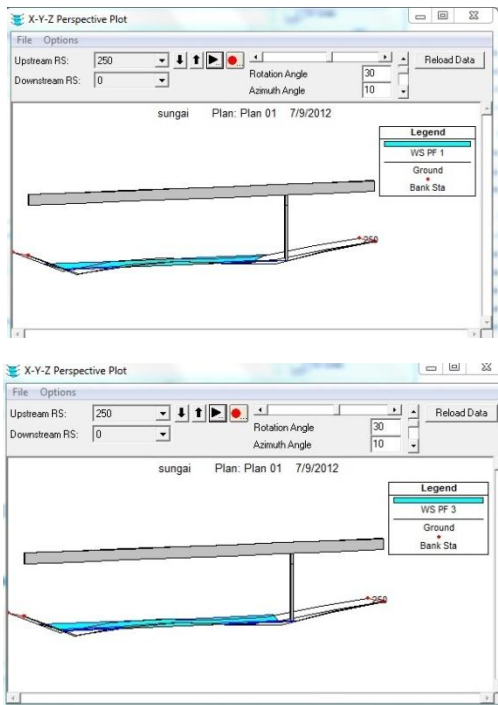 X-Y-Z Perspective Plot
File Options
Upstream RS: 250
Reload Data
Downstream RS: 0
Rotation Angle 30
Azimuth Angle 10
sungai Plan: Plan 01 7/9/2012
Legend
WS PF 1
Ground
Bank Sta
250
X-Y-Z Perspective Plot
File Options
Upstream RS: 250
Reload Data
Downstream RS: 0
Rotation Angle 30
Azimuth Angle 10
sungai Plan: Plan 01 7/9/2012
Legend
WS PF 3
Ground
Bank Sta
250